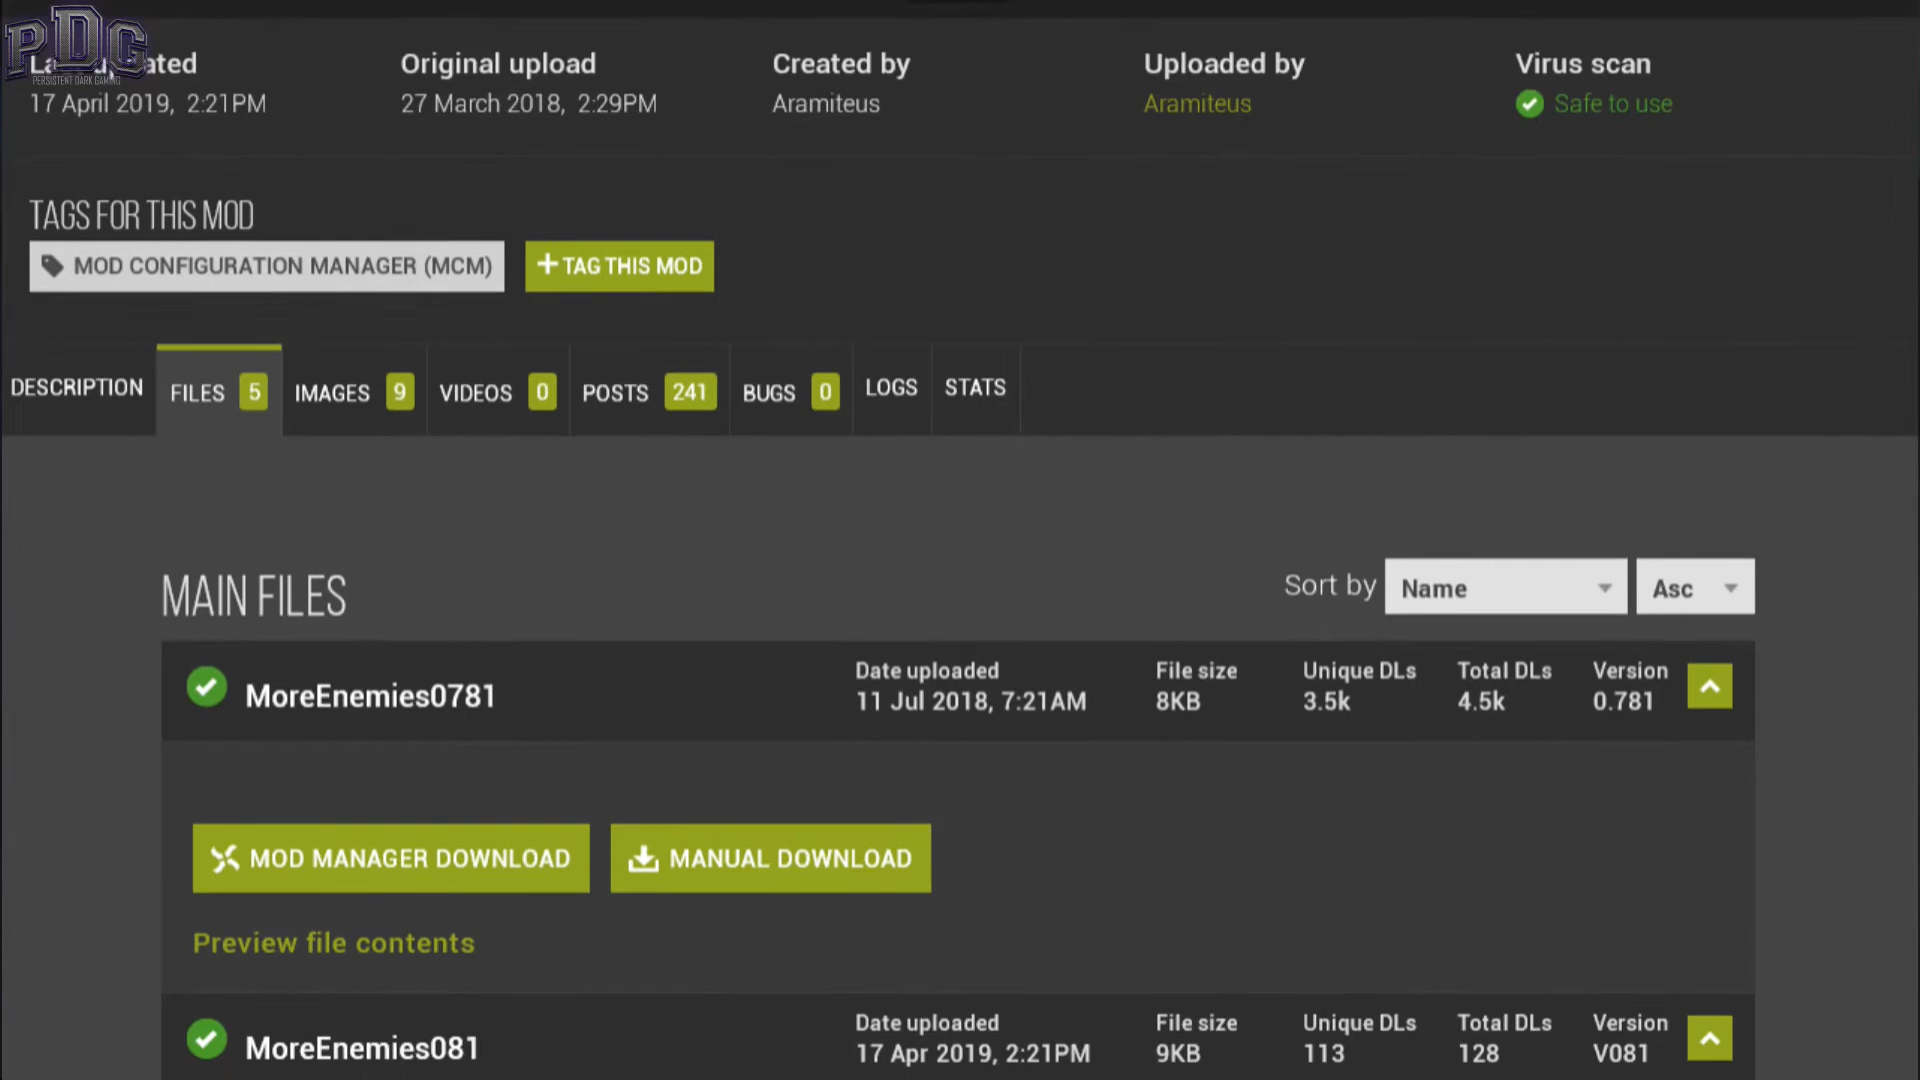 PDG
PERSISTENT DARK GAMING
17 April 2019, 2:21PM
Original upload
27 March 2018, 2:29PM
Created by
Aramiteus
Uploaded by
Aramiteus
Virus scan
Safe to use
TAGS FOR THIS MOD
MOD CONFIGURATION MANAGER (MCM)
+TAG THIS MOD
DESCRIPTION
FILES 5
IMAGES 9
VIDEOS 0
POSTS 241
BUGS 0
LOGS
STATS
MAIN FILES
Sort by Name Asc
MoreEnemies0781
Date uploaded
11 Jul 2018, 7:21AM
File size
8KB
Unique DLs
3.5k
Total DLs
4.5k
Version
0.781
MOD MANAGER DOWNLOAD
MANUAL DOWNLOAD
Preview file contents
MoreEnemies081
Date uploaded
17 Apr 2019, 2:21PM
File size
9KB
Unique DLs
113
Total DLs
128
Version
V081